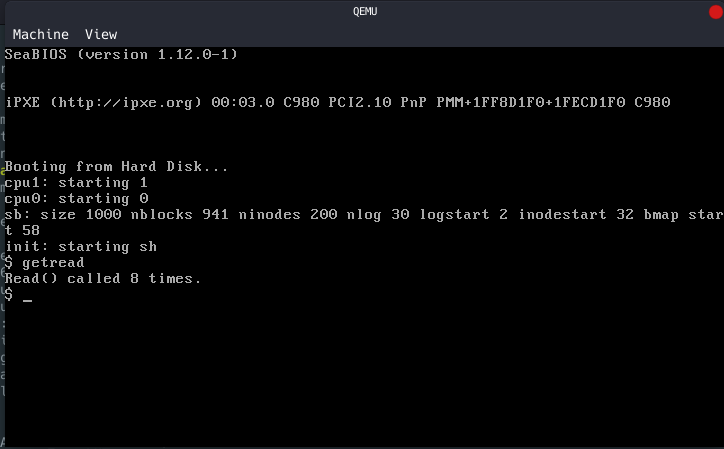 QEMU
Machine View
SeaBIOS (version 1.12.0-1)
iPXE (http://ipxe.org) 00:03.0 C980 PCI2.10 PnP PMM+1FF8D1F0+1FECD1F0 C980
Booting from Hard Disk...
cpu1: starting 1
cpu0: starting 0
sb: size 1000 nblocks 941 ninodes 200 nlog 30 logstart 2 inodestart 32 bmap star
t 58
init: starting sh
$ getread
Read() called 8 times.
$ _